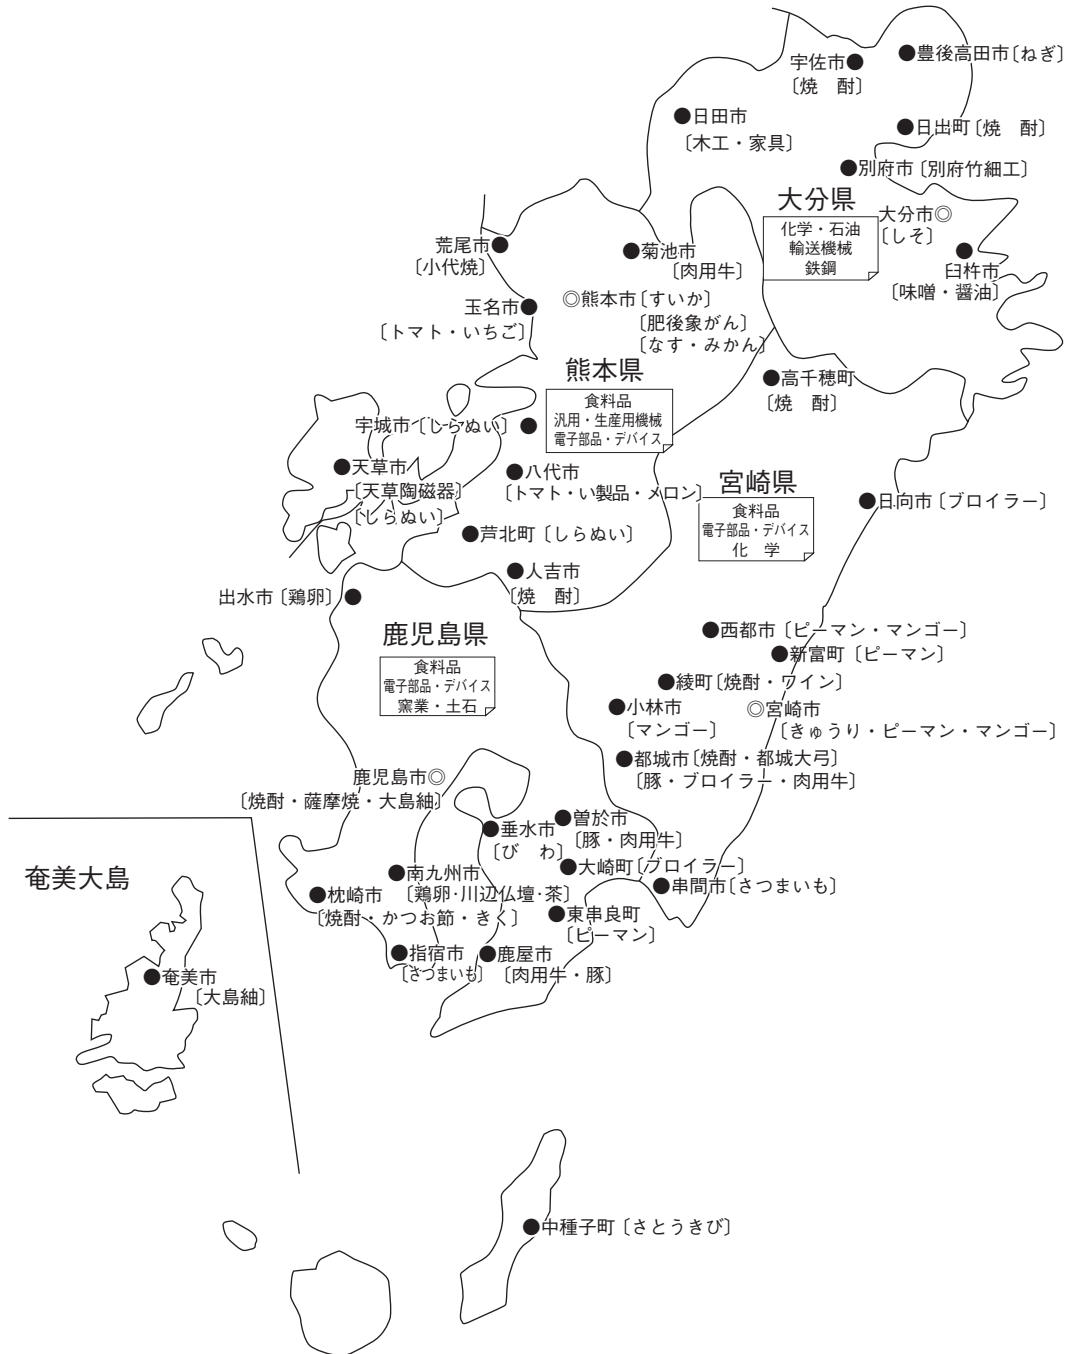 豊後高田市〔ねぎ〕
宇佐市
〔焼　酎〕
日田市
〔木工・家具〕
日出町〔焼　酎〕
別府市〔別府竹細工〕
大分県
化学・石油
輸送機械
鉄鋼
大分市◎
〔しそ〕
臼杵市
〔味噌・醤油〕
荒尾市
〔小代焼〕
菊池市
〔肉用牛〕
玉名市
〔トマト・いちご〕
◎熊本市〔すいか〕
〔肥後象がん〕
〔なす・みかん〕
熊本県
食料品
汎用・生産用機械
電子部品・デバイス
高千穂町
〔焼　酎〕
宇城市〔しらぬい〕
天草市
〔天草陶磁器〕
〔しらぬい〕
八代市
〔トマト・い製品・メロン〕
芦北町〔しらぬい〕
人吉市
〔焼　酎〕
宮崎県
食料品
電子部品・デバイス
化　学
日向市〔ブロイラー〕
出水市〔鶏卵〕
鹿児島県
食料品
電子部品・デバイス
窯業・土石
西都市〔ピーマン・マンゴー〕
新富町〔ピーマン〕
綾町〔焼酎・ワイン〕
小林市
〔マンゴー〕
◎宮崎市
〔きゅうり・ピーマン・マンゴー〕
都城市〔焼酎・都城大弓〕
〔豚・ブロイラー・肉用牛〕
鹿児島市◎
〔焼酎・薩摩焼・大島紬〕
垂水市
〔び　わ〕
曽於市
〔豚・肉用牛〕
大崎町〔ブロイラー〕
串間市〔さつまいも〕
南九州市
〔鶏卵・川辺仏壇・茶〕
枕崎市
〔焼酎・かつお節・きく〕
東串良町
〔ピーマン〕
指宿市
〔さつまいも〕
鹿屋市
〔肉用牛・豚〕
奄美大島
奄美市
〔大島紬〕
中種子町〔さとうきび〕